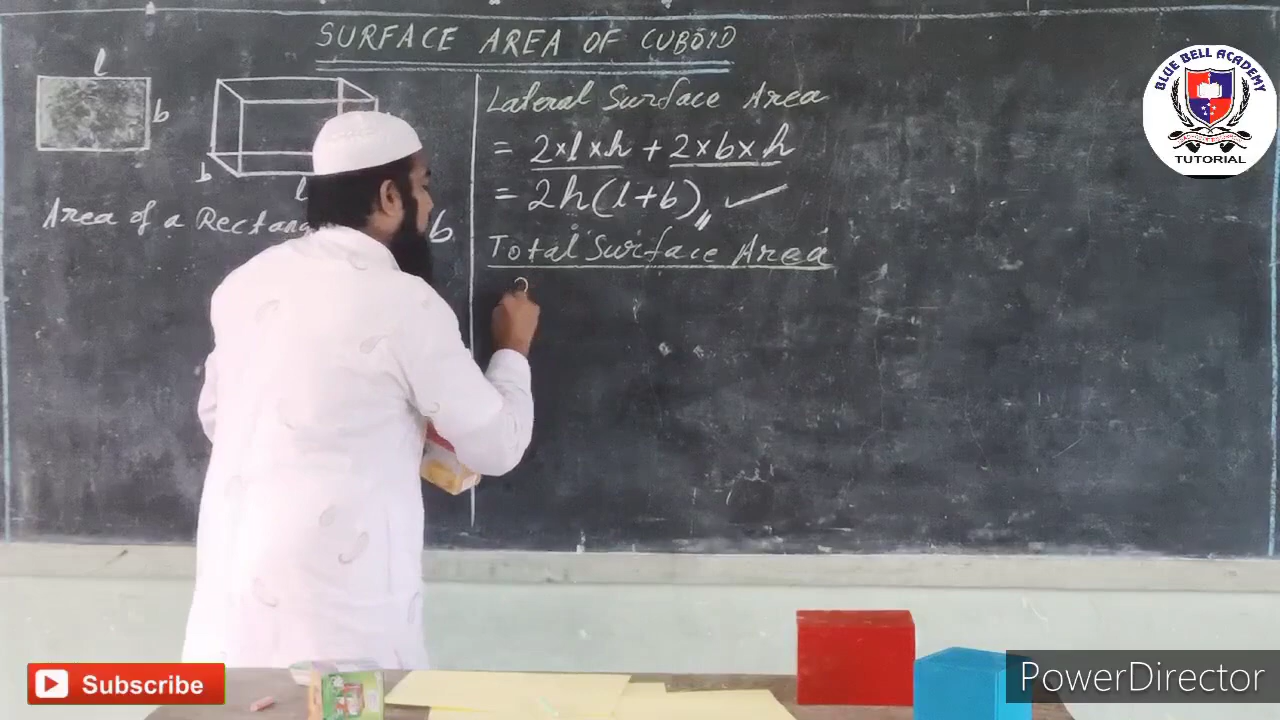 SURFACE AREA OF CUBOID
l
b
b
l
Area of a Rectang
b
Lateral Surface Area
= 2×l×h + 2×b×h
= 2h(l+b)
Total Surface Area
2
BLUE BELL ACADEMY
TUTORIAL
Subscribe
PowerDirector